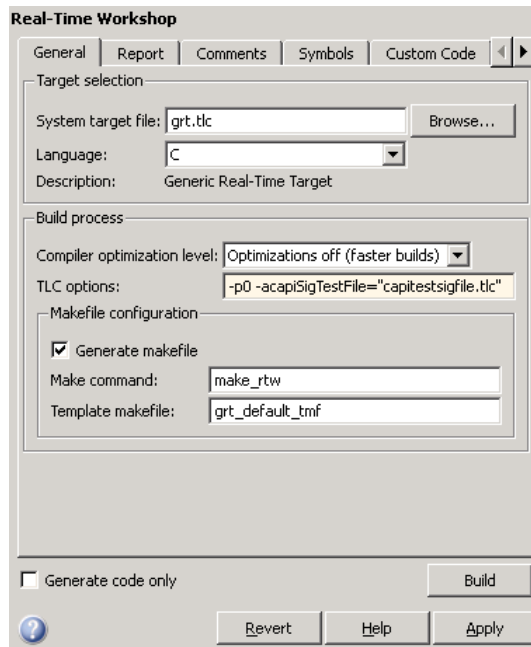 Real-Time Workshop
General Report Comments Symbols Custom Code
Target selection
System target file: grt.tlc Browse...
Language: C
Description: Generic Real-Time Target
Build process
Compiler optimization level: Optimizations off (faster builds)
TLC options: -p0 -acapiSigTestFile="capitestsigfile.tlc"
Makefile configuration
Generate makefile
Make command: make_rtw
Template makefile: grt_default_tmf
Generate code only Build
? Revert Help Apply